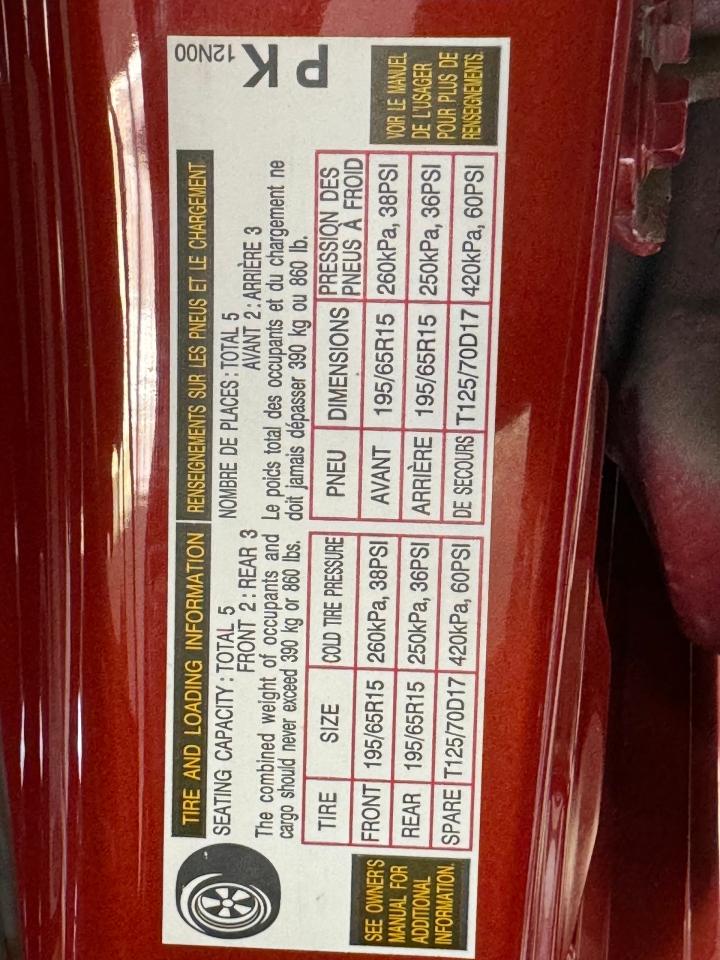 TIRE AND LOADING INFORMATION
SEATING CAPACITY : TOTAL 5
FRONT 2 : REAR 3
The combined weight of occupants and
cargo should never exceed 390 kg or 860 lbs.
TIRE SIZE COLD TIRE PRESSURE
FRONT 195/65R15 260kPa, 38PSI
REAR 195/65R15 250kPa, 36PSI
SPARE T125/70D17 420kPa, 60PSI
SEE OWNER'S
MANUAL FOR
ADDITIONAL
INFORMATION.
RENSEIGNEMENTS SUR LES PNEUS ET LE CHARGEMENT
NOMBRE DE PLACES : TOTAL 5
AVANT 2 : ARRIÈRE 3
Le poids total des occupants et du chargement ne
doit jamais dépasser 390 kg ou 860 lb.
PNEU DIMENSIONS PRESSION DES
PNEUS À FROID
AVANT 195/65R15 260kPa, 38PSI
ARRIÈRE 195/65R15 250kPa, 36PSI
DE SECOURS T125/70D17 420kPa, 60PSI
VOIR LE MANUEL
DE L'USAGER
POUR PLUS DE
RENSEIGNEMENTS.
12N00
P K